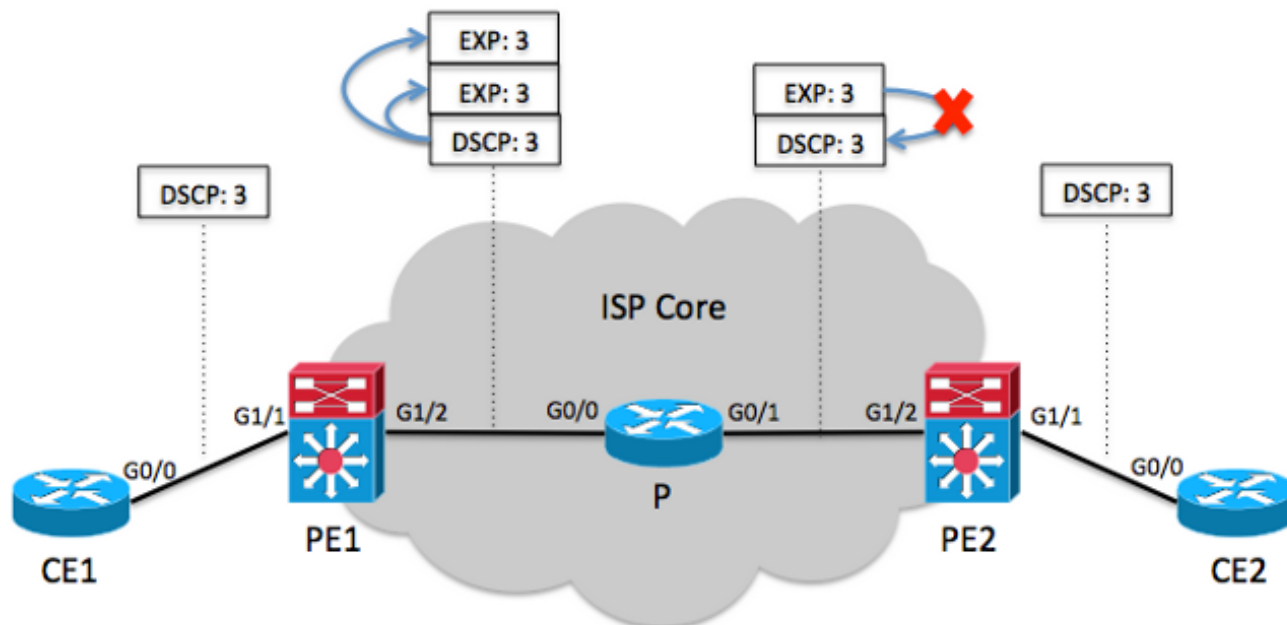 EXP: 3
EXP: 3
DSCP: 3
EXP: 3
DSCP: 3
DSCP: 3
DSCP: 3
ISP Core
G1/1
G1/2
G0/0
G0/1
G1/2
G1/1
G0/0
G0/0
P
PE1
PE2
CE1
CE2